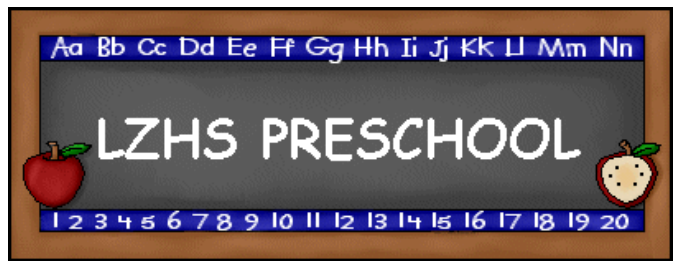 Aa Bb Cc Dd Ee Ff Gg Hh Ii Jj Kk Ll Mm Nn
LZHS PRESCHOOL
1 2 3 4 5 6 7 8 9 10 11 12 13 14 15 16 17 18 19 20